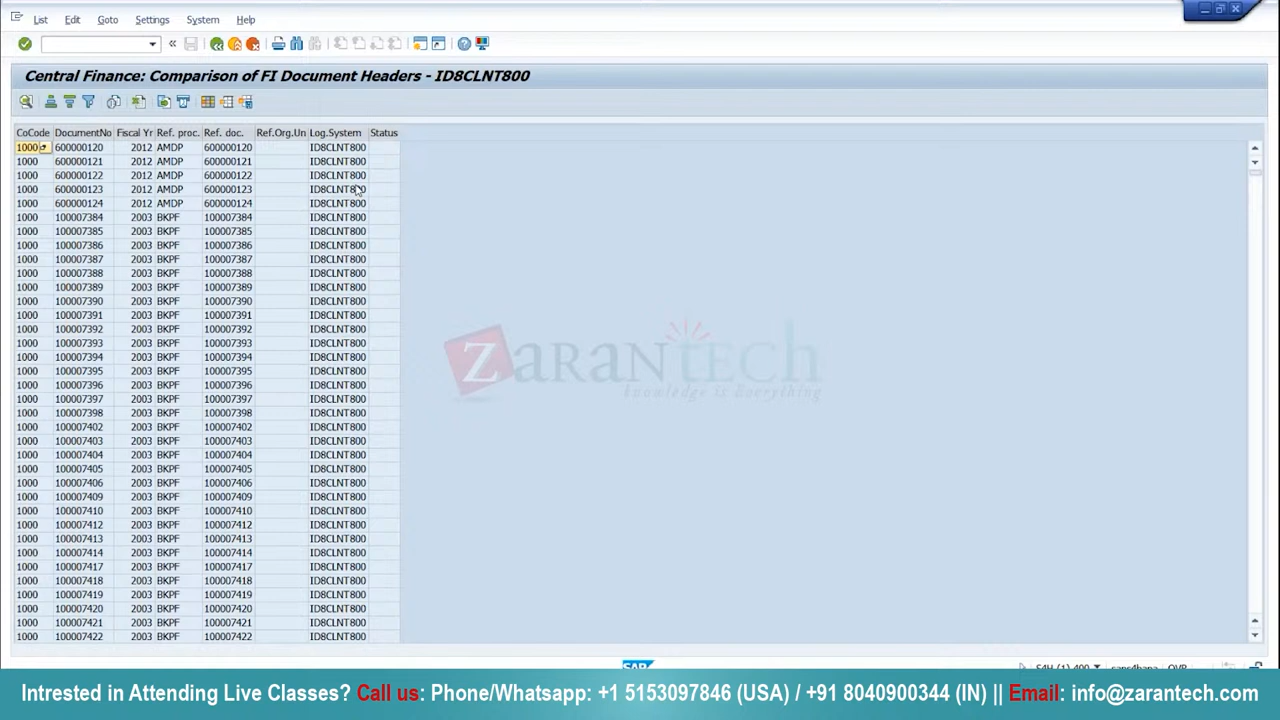 List Edit Goto Settings System Help
Central Finance: Comparison of FI Document Headers - ID8CLNT800
CoCode DocumentNo Fiscal Yr Ref. proc. Ref. doc. Ref.Org.Un Log.System Status
1000 600000120 2012 AMDP 600000120 ID8CLNT800
1000 600000121 2012 AMDP 600000121 ID8CLNT800
1000 600000122 2012 AMDP 600000122 ID8CLNT800
1000 600000123 2012 AMDP 600000123 ID8CLNT800
1000 600000124 2012 AMDP 600000124 ID8CLNT800
1000 100007384 2003 BKPF 100007384 ID8CLNT800
1000 100007385 2003 BKPF 100007385 ID8CLNT800
1000 100007386 2003 BKPF 100007386 ID8CLNT800
1000 100007387 2003 BKPF 100007387 ID8CLNT800
1000 100007388 2003 BKPF 100007388 ID8CLNT800
1000 100007389 2003 BKPF 100007389 ID8CLNT800
1000 100007390 2003 BKPF 100007390 ID8CLNT800
1000 100007391 2003 BKPF 100007391 ID8CLNT800
1000 100007392 2003 BKPF 100007392 ID8CLNT800
1000 100007393 2003 BKPF 100007393 ID8CLNT800
1000 100007394 2003 BKPF 100007394 ID8CLNT800
1000 100007395 2003 BKPF 100007395 ID8CLNT800
1000 100007396 2003 BKPF 100007396 ID8CLNT800
1000 100007397 2003 BKPF 100007397 ID8CLNT800
1000 100007398 2003 BKPF 100007398 ID8CLNT800
1000 100007402 2003 BKPF 100007402 ID8CLNT800
1000 100007403 2003 BKPF 100007403 ID8CLNT800
1000 100007404 2003 BKPF 100007404 ID8CLNT800
1000 100007405 2003 BKPF 100007405 ID8CLNT800
1000 100007406 2003 BKPF 100007406 ID8CLNT800
1000 100007409 2003 BKPF 100007409 ID8CLNT800
1000 100007410 2003 BKPF 100007410 ID8CLNT800
1000 100007412 2003 BKPF 100007412 ID8CLNT800
1000 100007413 2003 BKPF 100007413 ID8CLNT800
1000 100007414 2003 BKPF 100007414 ID8CLNT800
1000 100007417 2003 BKPF 100007417 ID8CLNT800
1000 100007418 2003 BKPF 100007418 ID8CLNT800
1000 100007419 2003 BKPF 100007419 ID8CLNT800
1000 100007420 2003 BKPF 100007420 ID8CLNT800
1000 100007421 2003 BKPF 100007421 ID8CLNT800
1000 100007422 2003 BKPF 100007422 ID8CLNT800
ZARANTECH
knowledge is Everything
SAP S4H (1) 400 saps4hana OVR
Intrested in Attending Live Classes? Call us: Phone/Whatsapp: +1 5153097846 (USA) / +91 8040900344 (IN) || Email: info@zarantech.com